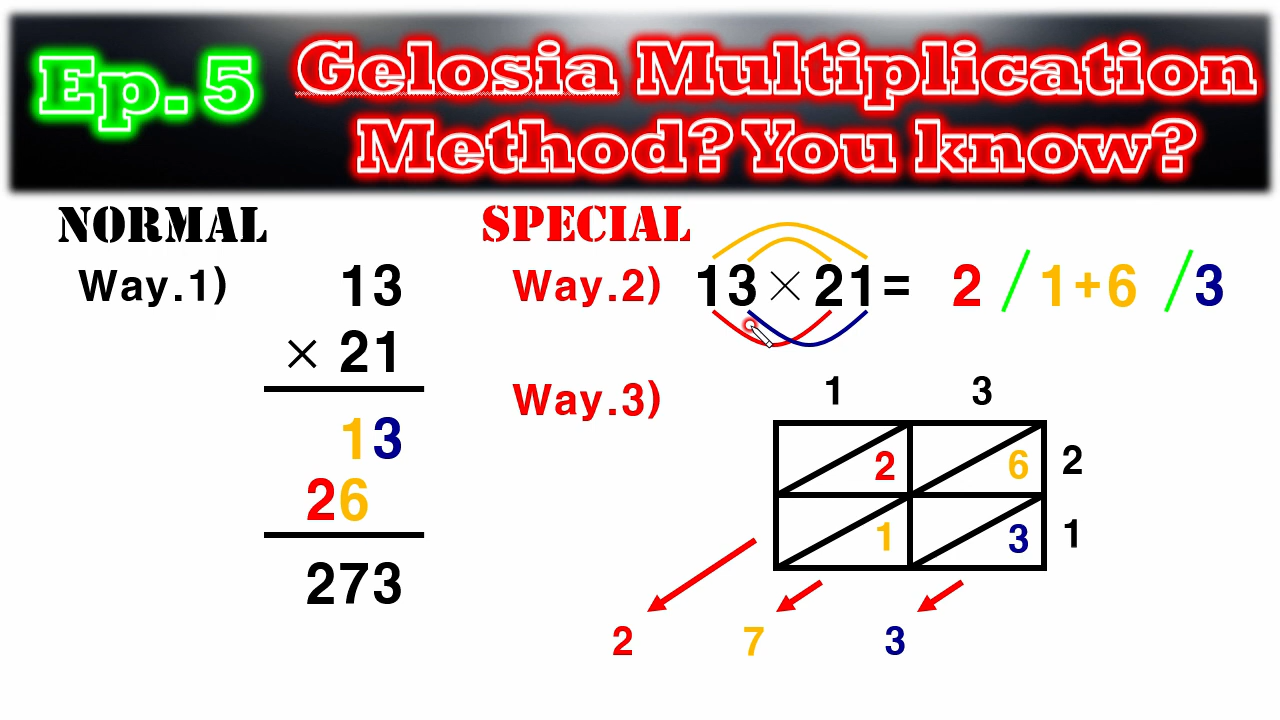 Ep. 5
Gelosia Multiplication
Method? You know?
NORMAL
Way.1)
13
× 21
13
26
273
SPECIAL
Way.2) 13×21= 2 / 1+6 / 3
Way.3)
1 3
2 6 2
1 3 1
2 7 3